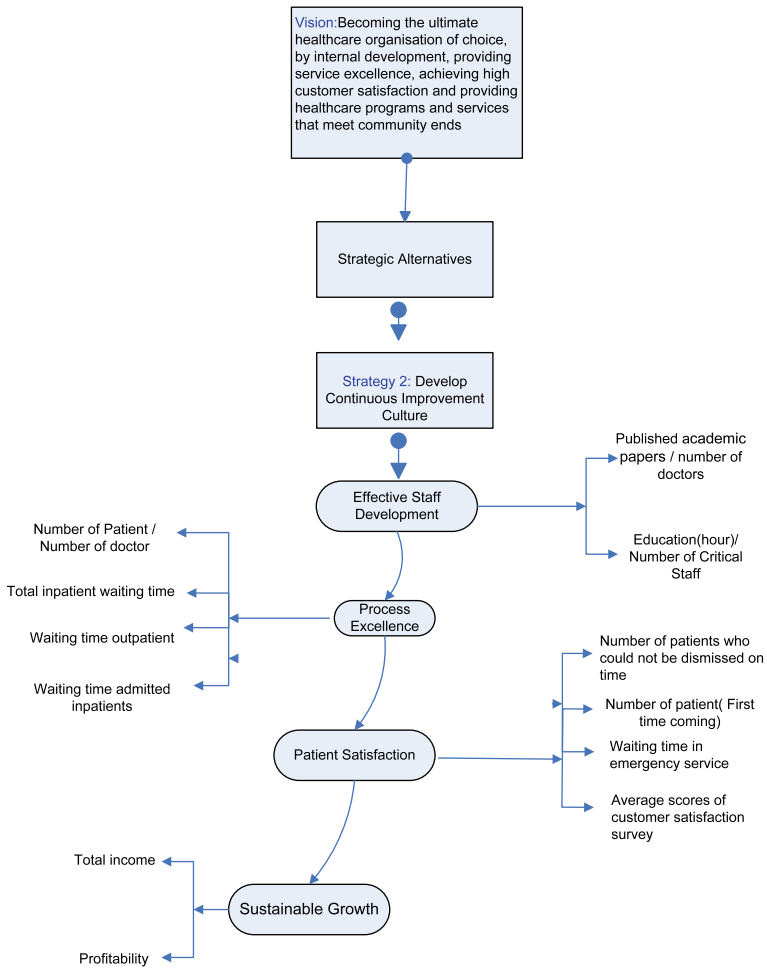 Vision:Becoming the ultimate
healthcare organisation of choice,
by internal development, providing
service excellence, achieving high
customer satisfaction and providing
healthcare programs and services
that meet community ends
Strategic Alternatives
Strategy 2: Develop
Continuous Improvement
Culture
Effective Staff
Development
Published academic
papers / number of
doctors
Education(hour)/
Number of Critical
Staff
Process
Excellence
Number of Patient /
Number of doctor
Total inpatient waiting time
Waiting time outpatient
Waiting time admitted
inpatients
Patient Satisfaction
Number of patients who
could not be dismissed on
time
Number of patient( First
time coming)
Waiting time in
emergency service
Average scores of
customer satisfaction
survey
Sustainable Growth
Total income
Profitability